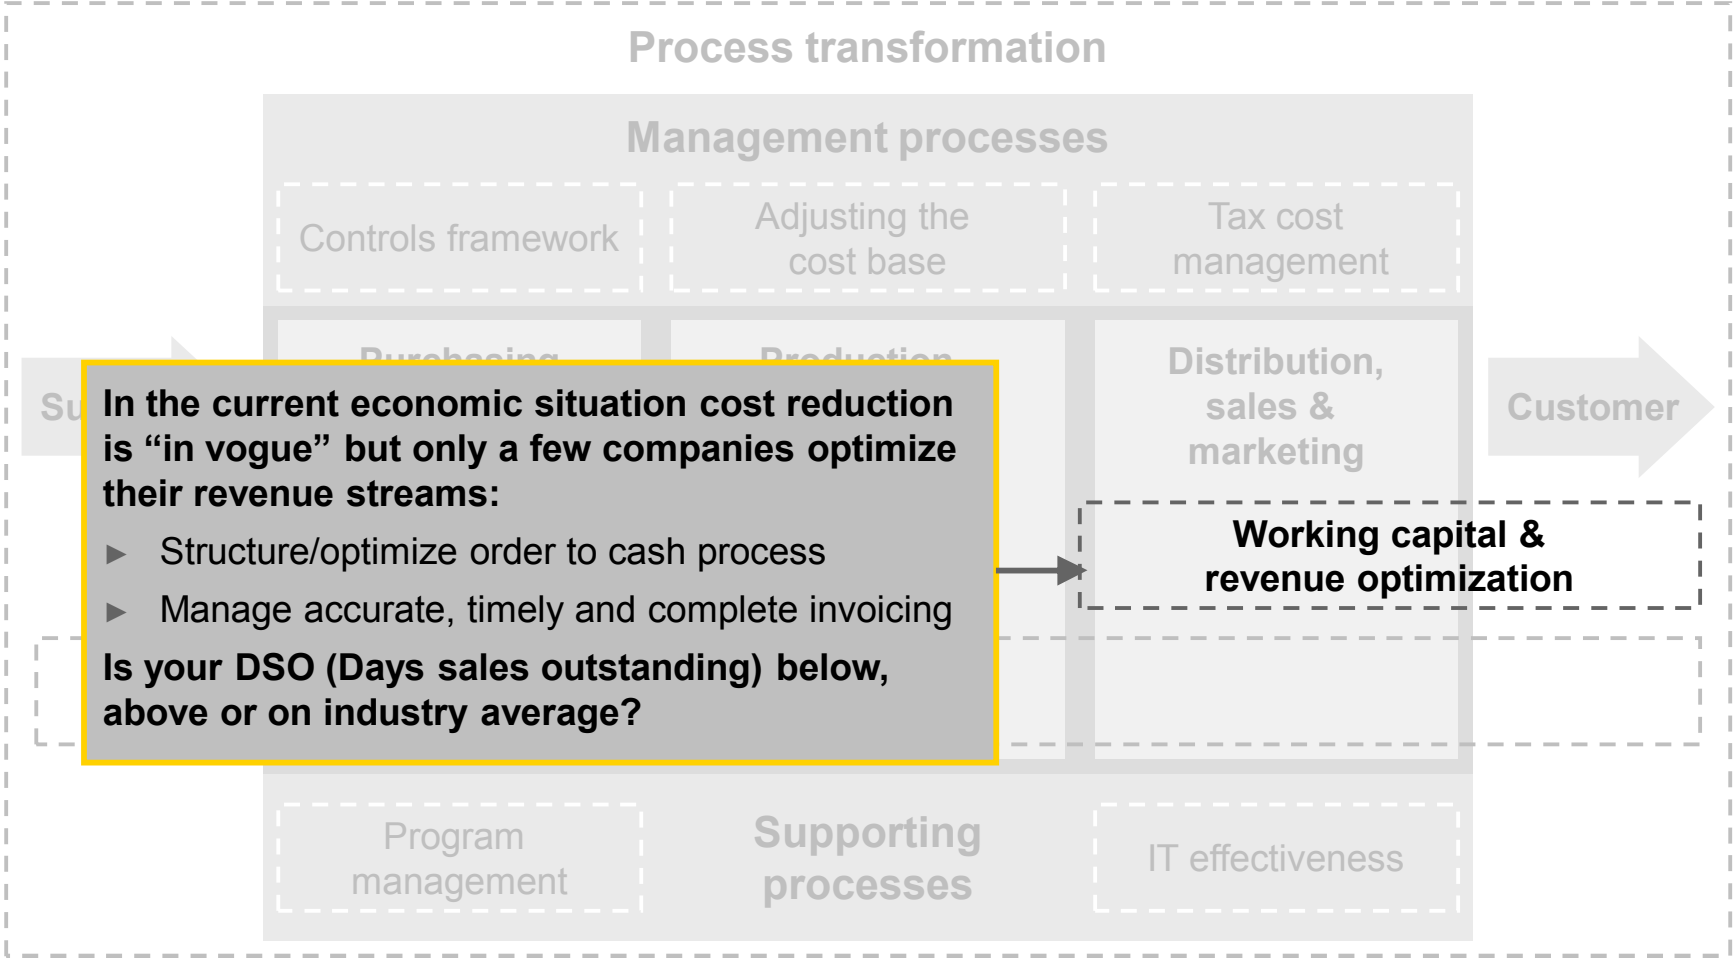 Process transformation
Management processes
Controls framework
Adjusting the
cost base
Tax cost
management
Purchasing
Production
Distribution,
sales &
marketing
Customer
In the current economic situation cost reduction
is “in vogue” but only a few companies optimize
their revenue streams:
► Structure/optimize order to cash process
► Manage accurate, timely and complete invoicing
Is your DSO (Days sales outstanding) below,
above or on industry average?
Working capital &
revenue optimization
Program
management
Supporting
processes
IT effectiveness